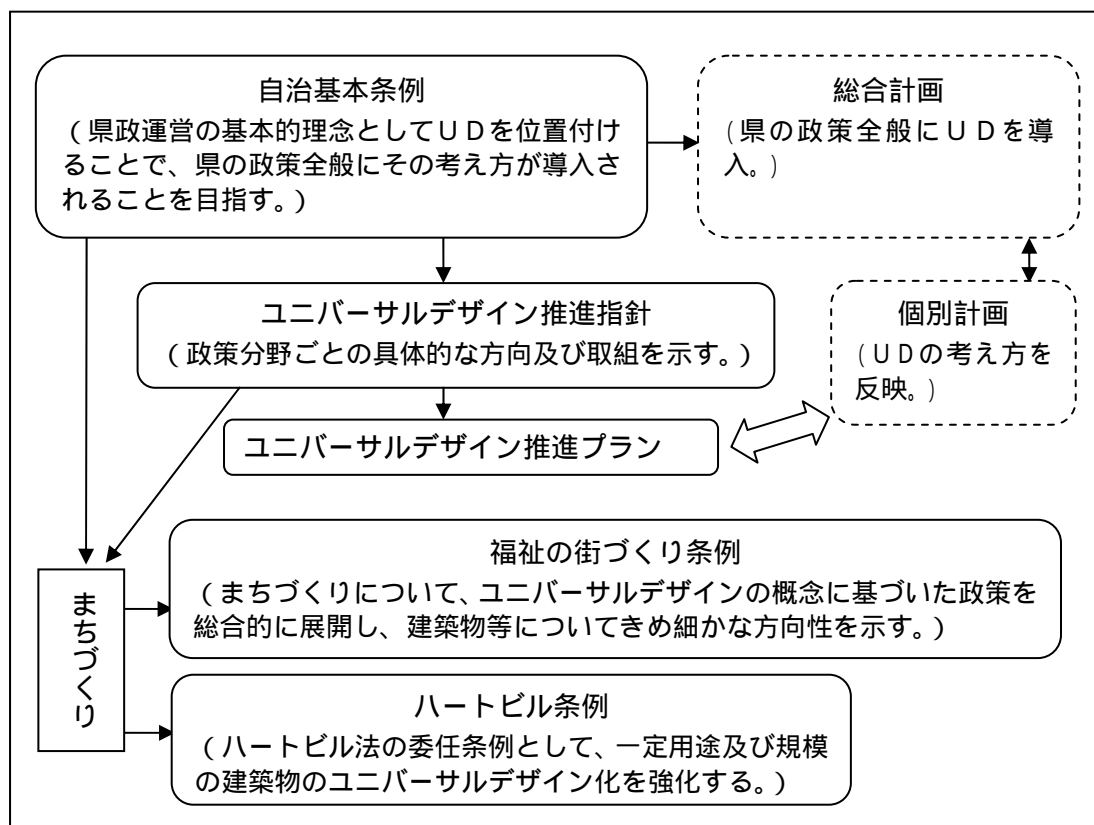 自治基本条例
(県政運営の基本的理念としてUDを位置付け
ることで、県の政策全般にその考え方が導入さ
れることを目指す。)
総合計画
(県の政策全般にUDを導
入。)
ユニバーサルデザイン推進指針
(政策分野ごとの具体的な方向及び取組を示す。)
個別計画
(UDの考え方を
反映。)
ユニバーサルデザイン推進プラン
まちづくり
福祉の街づくり条例
(まちづくりについて、ユニバーサルデザインの概念に基づいた政策を
総合的に展開し、建築物等についてきめ細かな方向性を示す。)
ハートビル条例
(ハートビル法の委任条例として、一定用途及び規模
の建築物のユニバーサルデザイン化を強化する。)